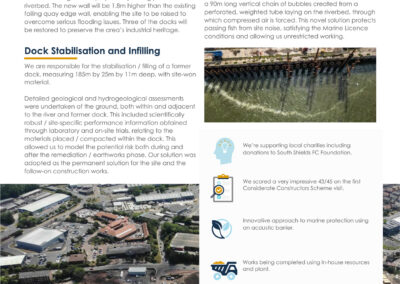 riverbed. The new wall will be 1.8m higher than the existing
failing quay edge wall, enabling the site to be raised to
overcome serious flooding issues. Three of the docks will
be restored to preserve the area's industrial heritage.
Dock Stabilisation and Infilling
We are responsible for the stabilisation / filling of a former
dock, measuring 185m by 25m by 11m deep, with site-won
material.
Detailed geological and hydrogeological assessments
were undertaken of the ground, both within and adjacent
to the river and former dock. This included scientifically
robust / site-specific performance information obtained
through laboratory and on-site trials, relating to the
materials placed / compacted within the dock. This
allowed us to model the potential risk both during and
after the remediation / earthworks phase. Our solution was
adopted as the permanent solution for the site and the
follow-on construction works.
a 90m long vertical chain of bubbles created from a
perforated, weighted tube laying on the riverbed, through
which compressed air is forced. This novel solution protects
passing fish from site noise, satisfying the Marine Licence
conditions and allowing us unrestricted working.
We're supporting local charities including
donations to South Shields FC Foundation.
We scored a very impressive 43/45 on the first
Considerate Constructors Scheme visit.
Innovative approach to marine protection using
an acoustic barrier.
Works being completed using in-house resources
and plant.